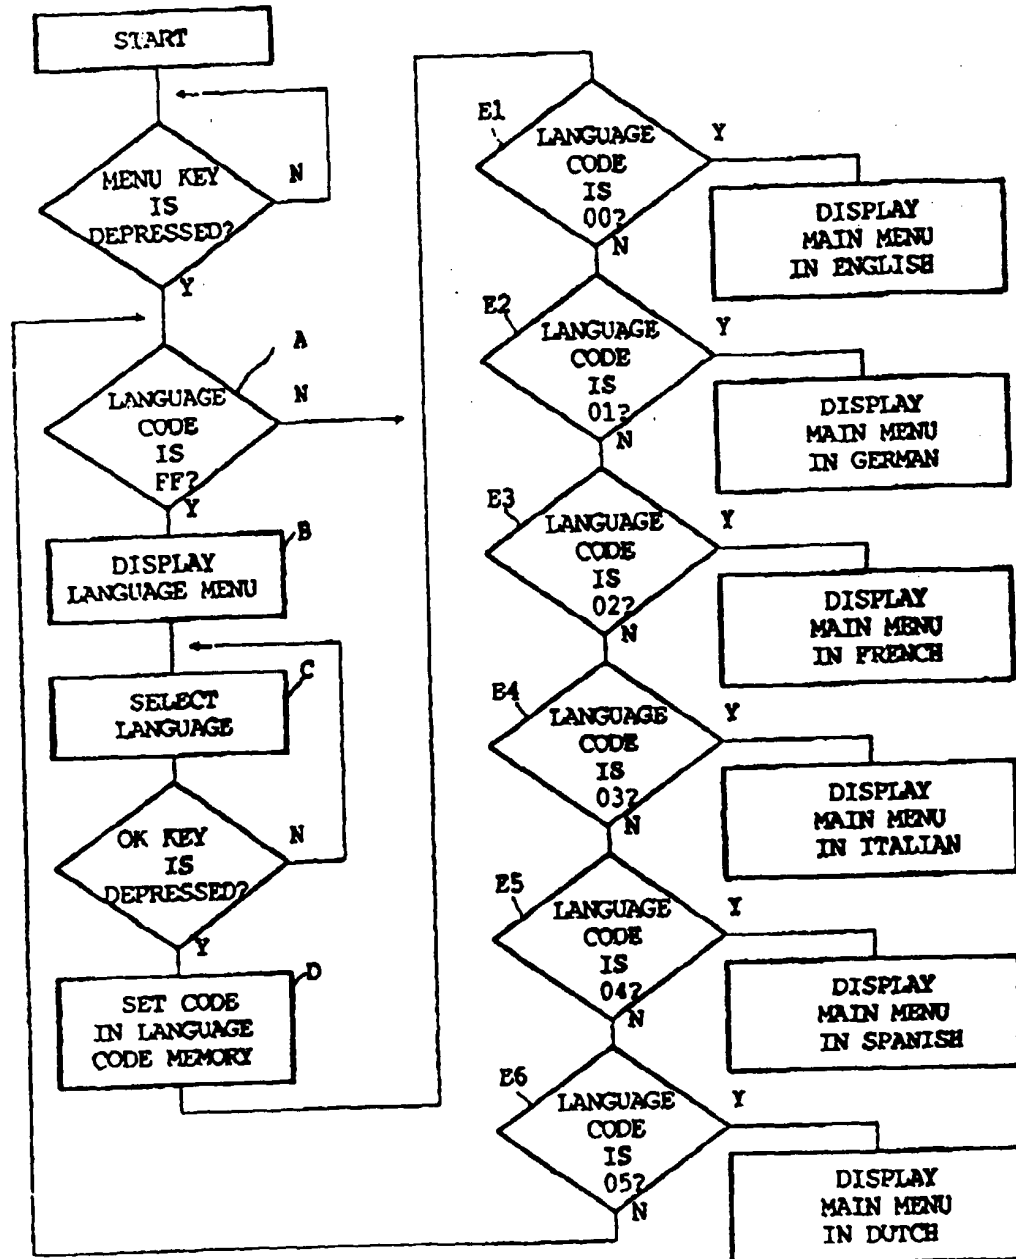 START
MENU KEY
IS
DEPRESSED?
N
Y
A
LANGUAGE
CODE
IS
FF?
N
Y
B
DISPLAY
LANGUAGE MENU
C
SELECT
LANGUAGE
OK KEY
IS
DEPRESSED?
N
Y
D
SET CODE
IN LANGUAGE
CODE MEMORY
E1
LANGUAGE
CODE
IS
00?
Y
N
DISPLAY
MAIN MENU
IN ENGLISH
E2
LANGUAGE
CODE
IS
01?
Y
N
DISPLAY
MAIN MENU
IN GERMAN
E3
LANGUAGE
CODE
IS
02?
Y
N
DISPLAY
MAIN MENU
IN FRENCH
E4
LANGUAGE
CODE
IS
03?
Y
N
DISPLAY
MAIN MENU
IN ITALIAN
E5
LANGUAGE
CODE
IS
04?
Y
N
DISPLAY
MAIN MENU
IN SPANISH
E6
LANGUAGE
CODE
IS
05?
Y
N
DISPLAY
MAIN MENU
IN DUTCH